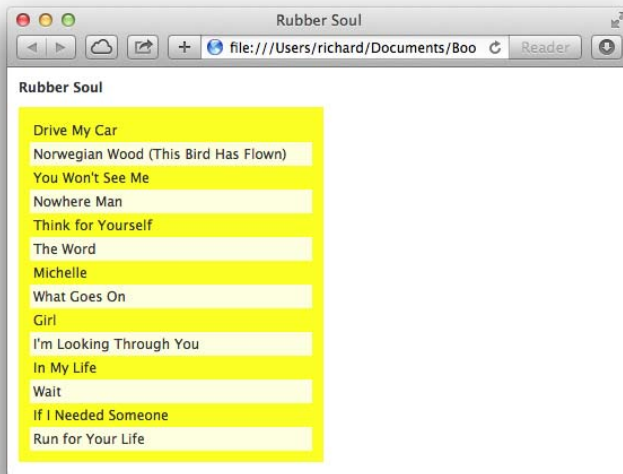 Rubber Soul
file:///Users/richard/Documents/Boo
Reader
Rubber Soul
Drive My Car
Norwegian Wood (This Bird Has Flown)
You Won't See Me
Nowhere Man
Think for Yourself
The Word
Michelle
What Goes On
Girl
I'm Looking Through You
In My Life
Wait
If I Needed Someone
Run for Your Life